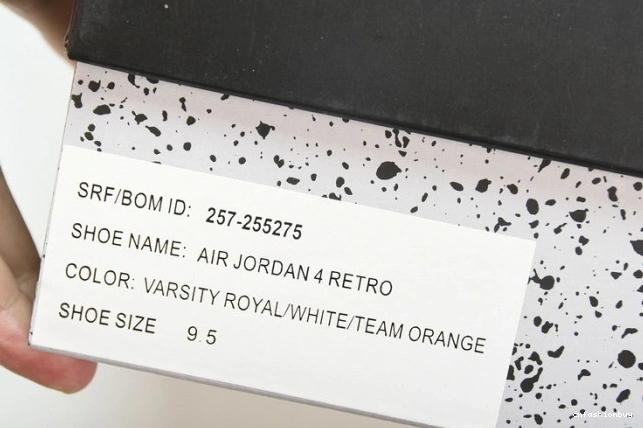 SRF/BOM ID: 257-255275
SHOE NAME: AIR JORDAN 4 RETRO
COLOR: VARSITY ROYAL/WHITE/TEAM ORANGE
SHOE SIZE 9.5
cnfashionbuy